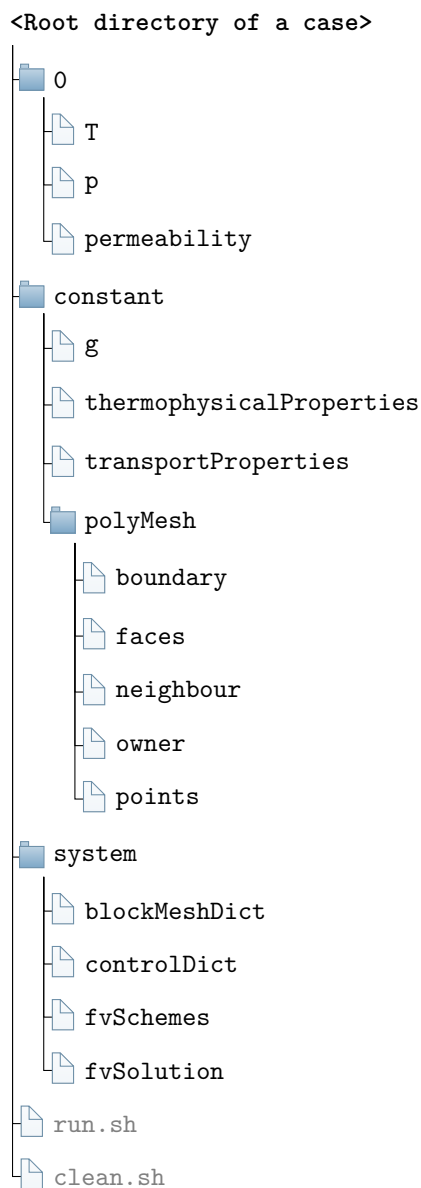 <Root directory of a case>
0
T
p
permeability
constant
g
thermophysicalProperties
transportProperties
polyMesh
boundary
faces
neighbour
owner
points
system
blockMeshDict
controlDict
fvSchemes
fvSolution
run.sh
clean.sh